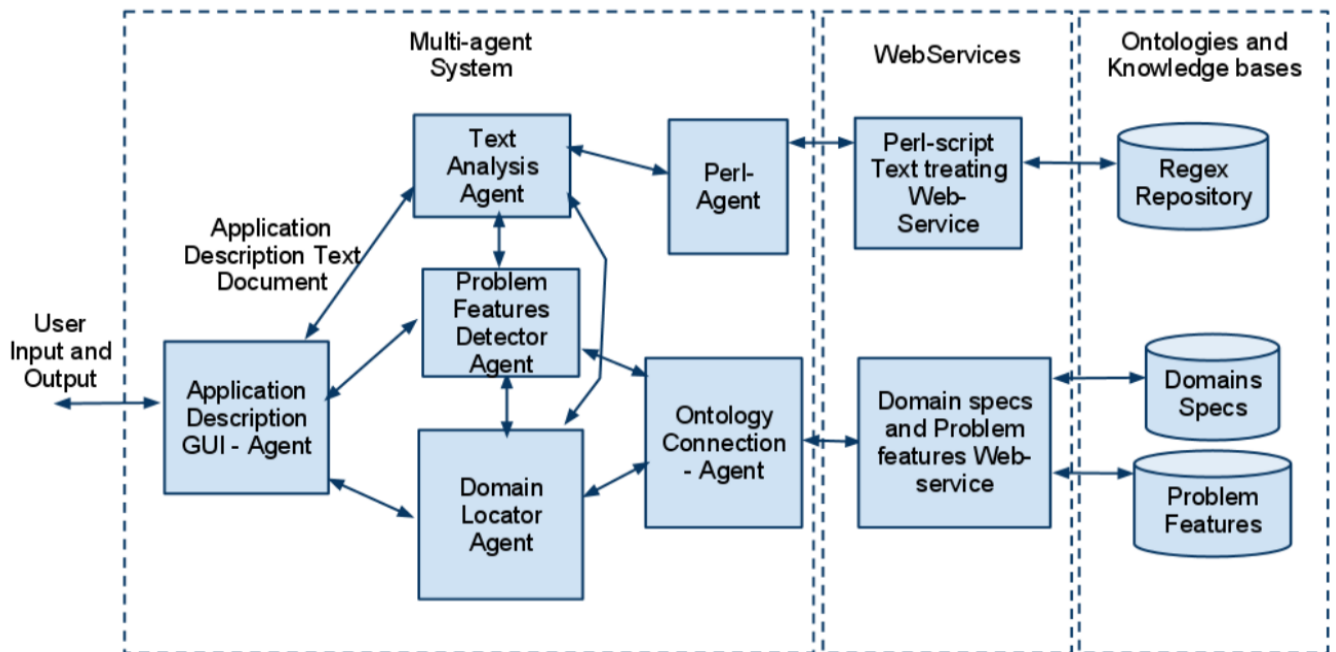 Multi-agent
System
WebServices
Ontologies and
Knowledge bases
Text
Analysis
Agent
Perl-
Agent
Perl-script
Text treating
Web-
Service
Regex
Repository
Application
Description Text
Document
Problem
Features
Detector
Agent
User
Input and
Output
Application
Description
GUI - Agent
Domain
Locator
Agent
Ontology
Connection
- Agent
Domain specs
and Problem
features Web-
service
Domains
Specs
Problem
Features